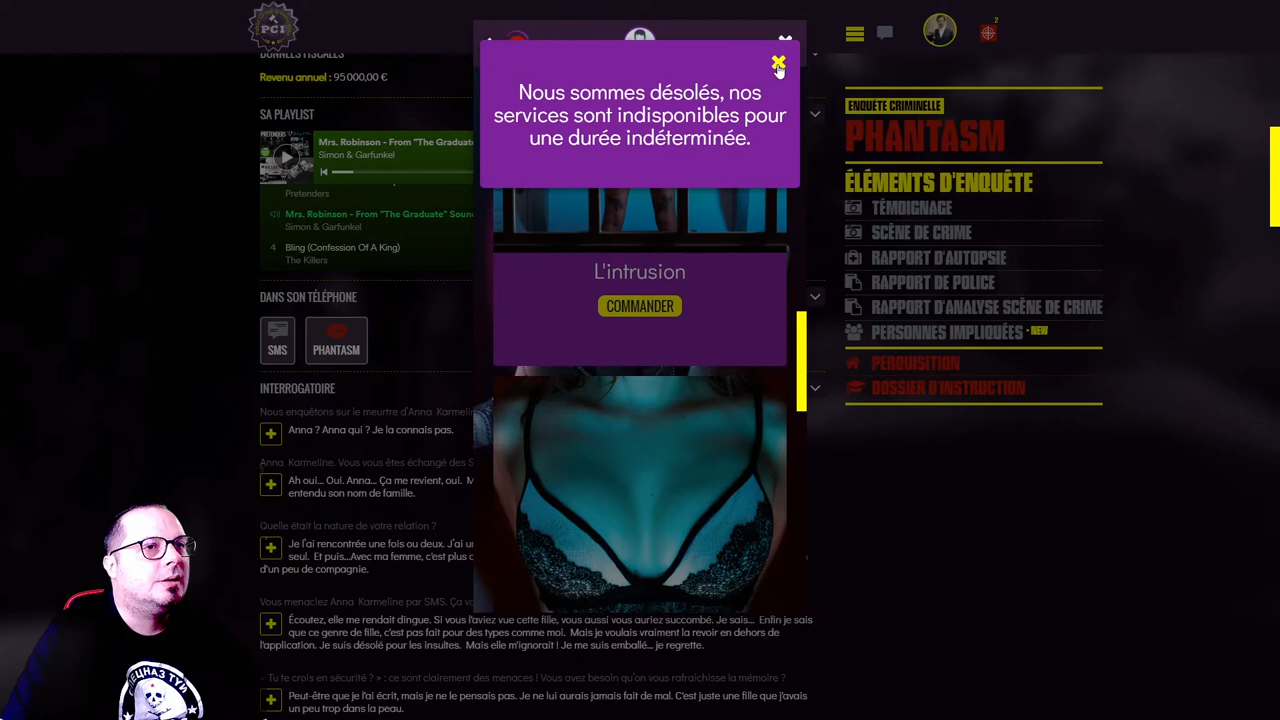 PCI
2
DONNÉES FISCALES
Revenu annuel : 95 000,00 €
SA PLAYLIST
PRETENDERS
Mrs. Robinson - From "The Graduate
Simon & Garfunkel
Pretenders
Mrs. Robinson - From "The Graduate" Soun
Simon & Garfunkel
4 Bling (Confession Of A King)
The Killers
DANS SON TÉLÉPHONE
SMS
PHANTASM
INTERROGATOIRE
Nous enquêtons sur le meurtre d'Anna Karmeline
Anna ? Anna qui ? Je la connais pas.
Anna Karmeline. Vous vous êtes échangé des S
Ah oui... Oui. Anna... Ça me revient, oui. M
entendu son nom de famille.
Quelle était la nature de votre relation ?
Je l'ai rencontrée une fois ou deux. J'ai u
seul. Et puis...Avec ma femme, c'est plus
d'un peu de compagnie.
Vous menaciez Anna Karmeline par SMS. Ça
Écoutez, elle me rendait dingue. Si vous l'aviez vue cette fille, vous aussi vous auriez succombé. Je sais... Enfin je sais
que ce genre de fille, c'est pas fait pour des types comme moi. Mais je voulais vraiment la revoir en dehors de
l'application. Je suis désolé pour les insultes. Mais elle m'ignorait ! Je me suis emballé... je regrette.
« Tu te crois en sécurité ? » : ce sont clairement des menaces ! Vous avez besoin qu'on vous rafraîchisse la mémoire ?
Peut-être que je l'ai écrit, mais je ne le pensais pas. Je ne lui aurais jamais fait de mal. C'est juste une fille que j'avais
un peu trop dans la peau.
Nous sommes désolés, nos
services sont indisponibles pour
une durée indéterminée.
L'intrusion
COMMANDER
ENQUÊTE CRIMINELLE
PHANTASM
ÉLÉMENTS D'ENQUÊTE
TÉMOIGNAGE
SCÈNE DE CRIME
RAPPORT D'AUTOPSIE
RAPPORT DE POLICE
RAPPORT D'ANALYSE SCÈNE DE CRIME
PERSONNES IMPLIQUÉES - NEW
PERQUISITION
DOSSIER D'INSTRUCTION